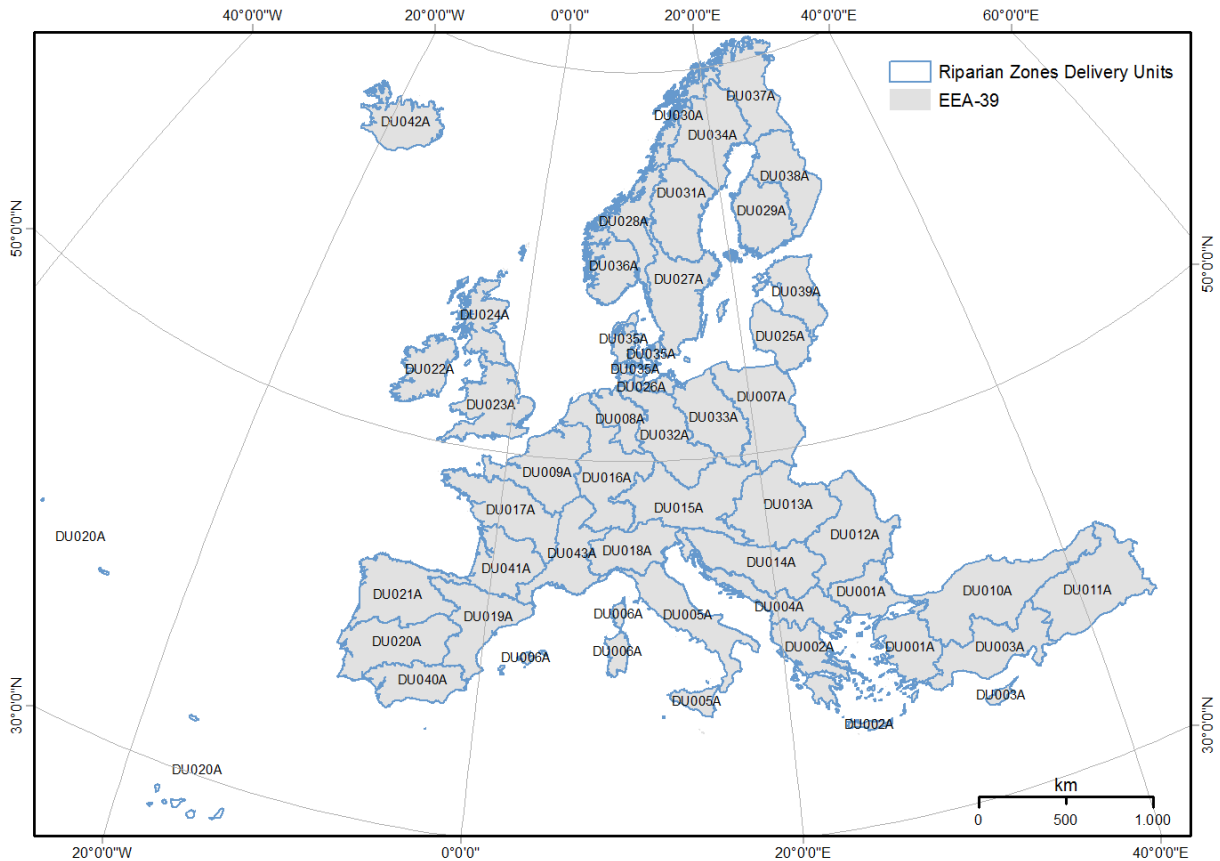 40°0'0"W
20°0'0"W
0°0'0"
20°0'0"E
40°0'0"E
60°0'0"E
Riparian Zones Delivery Units
EEA-39
DU037A
DU030A
DU042A
DU034A
DU038A
DU031A
DU029A
50°0'0"N
DU028A
50°0'0"N
DU036A
DU027A
DU039A
DU024A
DU025A
DU035A
DU035A
DU035A
DU022A
DU026A
DU007A
DU023A
DU008A
DU033A
DU032A
DU009A
DU016A
DU013A
DU017A
DU015A
DU020A
DU012A
DU018A
DU043A
DU014A
DU041A
DU021A
DU001A
DU010A
DU011A
DU004A
DU019A
DU006A
DU005A
DU020A
DU002A
DU001A
DU003A
DU006A
DU006A
DU040A
DU003A
DU005A
30°0'0"N
DU002A
30°0'0"N
DU020A
km
0 500 1.000
20°0'0"W
0°0'0"
20°0'0"E
40°0'0"E